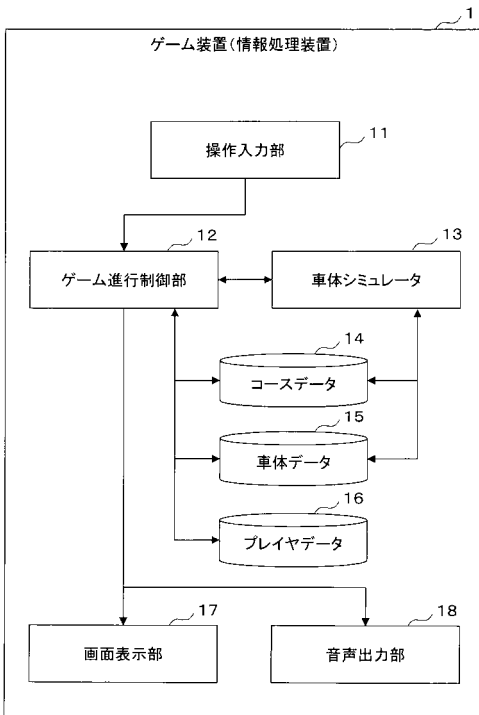 1
ゲーム装置(情報処理装置)
11
操作入力部
12
ゲーム進行制御部
13
車体シミュレータ
14
コースデータ
15
車体データ
16
プレイヤデータ
17
画面表示部
18
音声出力部